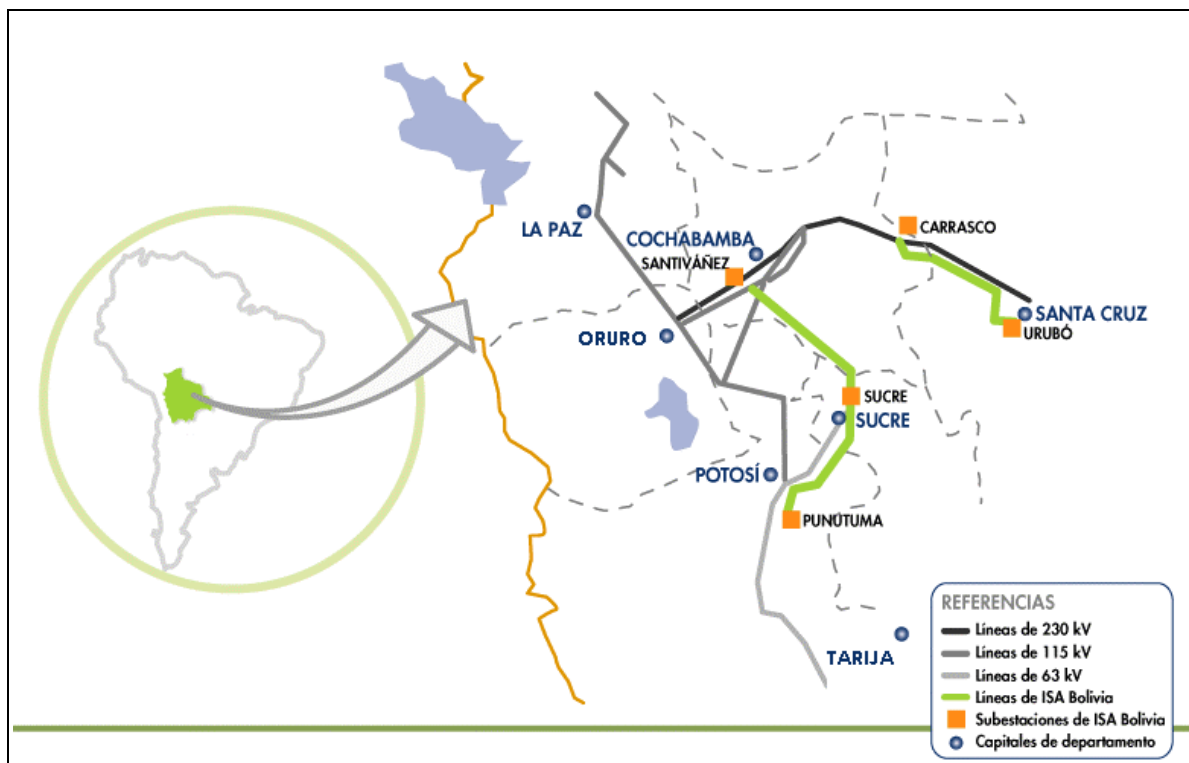 CARRASCO
LA PAZ
COCHABAMBA
SANTIVÁÑEZ
SANTA CRUZ
URUBÓ
ORURO
SUCRE
SUCRE
POTOSÍ
PUNUTUMA
TARIJA
REFERENCIAS
Líneas de 230 kV
Líneas de 115 kV
Líneas de 63 kV
Líneas de ISA Bolivia
Subestaciones de ISA Bolivia
Capitales de departamento